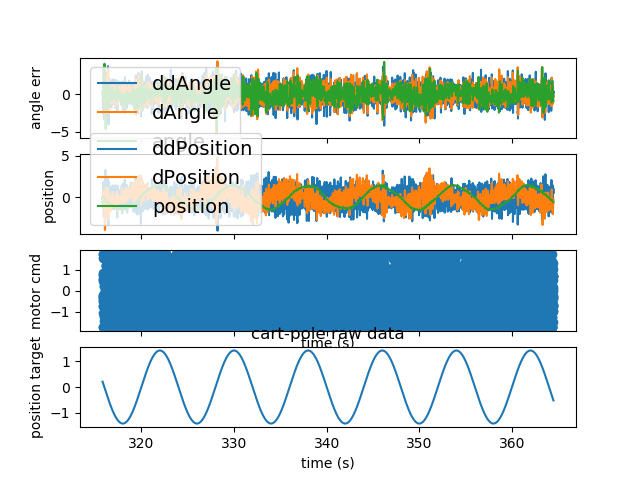 angle err
0
−5
ddAngle
dAngle
angle
position
5
0
ddPosition
dPosition
position
motor cmd
1
0
−1
time (s)
cart-pole raw data
position target
1
0
−1
320
330
340
350
360
time (s)